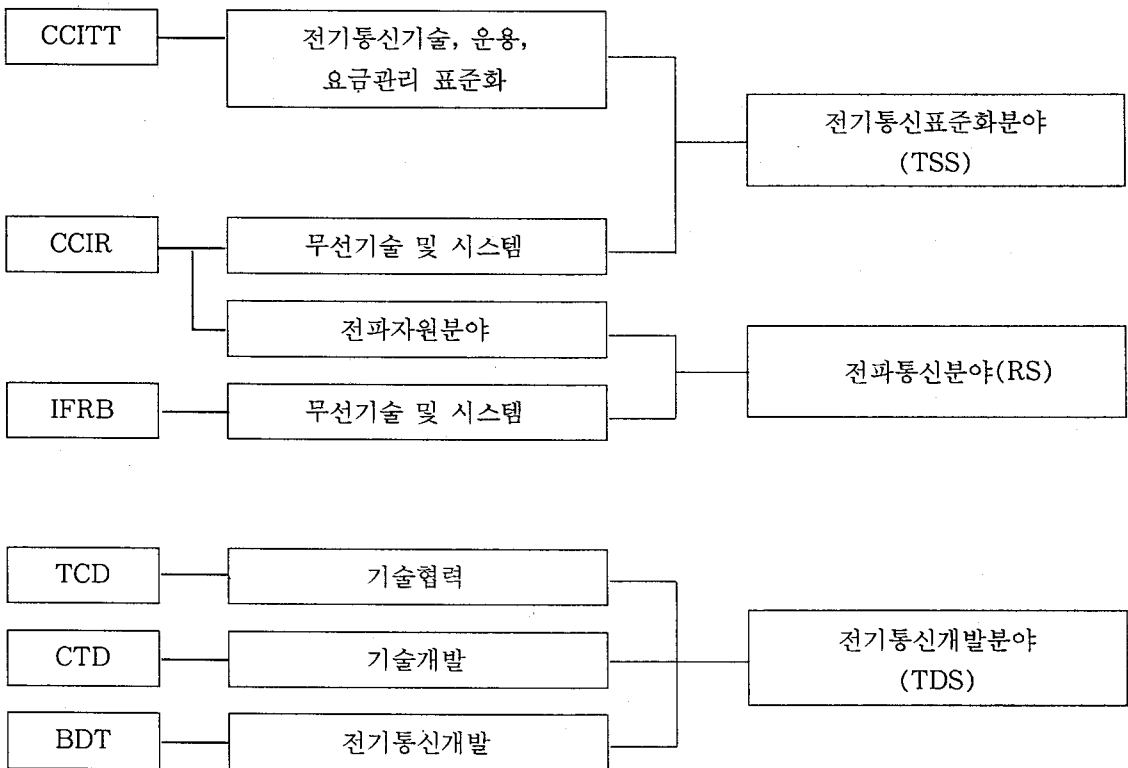 CCITT
전기통신기술, 운용,
요금관리 표준화
전기통신표준화분야
(TSS)
CCIR
무선기술 및 시스템
전파자원분야
전파통신분야(RS)
IFRB
무선기술 및 시스템
TCD
기술협력
CTD
기술개발
전기통신개발분야
(TDS)
BDT
전기통신개발